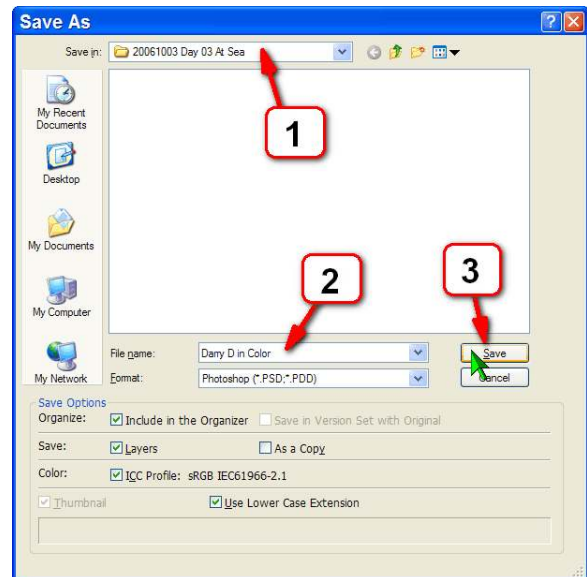 Save As
Save in: 20061003 Day 03 At Sea
My Recent
Documents
1
Desktop
My Documents
2
3
My Computer
File name: Darry D in Color Save
My Network Format: Photoshop (*.PSD;*.PDD) Cancel
Save Options
Organize: Include in the Organizer Save in Version Set with Original
Save: Layers As a Copy
Color: ICC Profile: sRGB IEC61966-2.1
Thumbnail Use Lower Case Extension